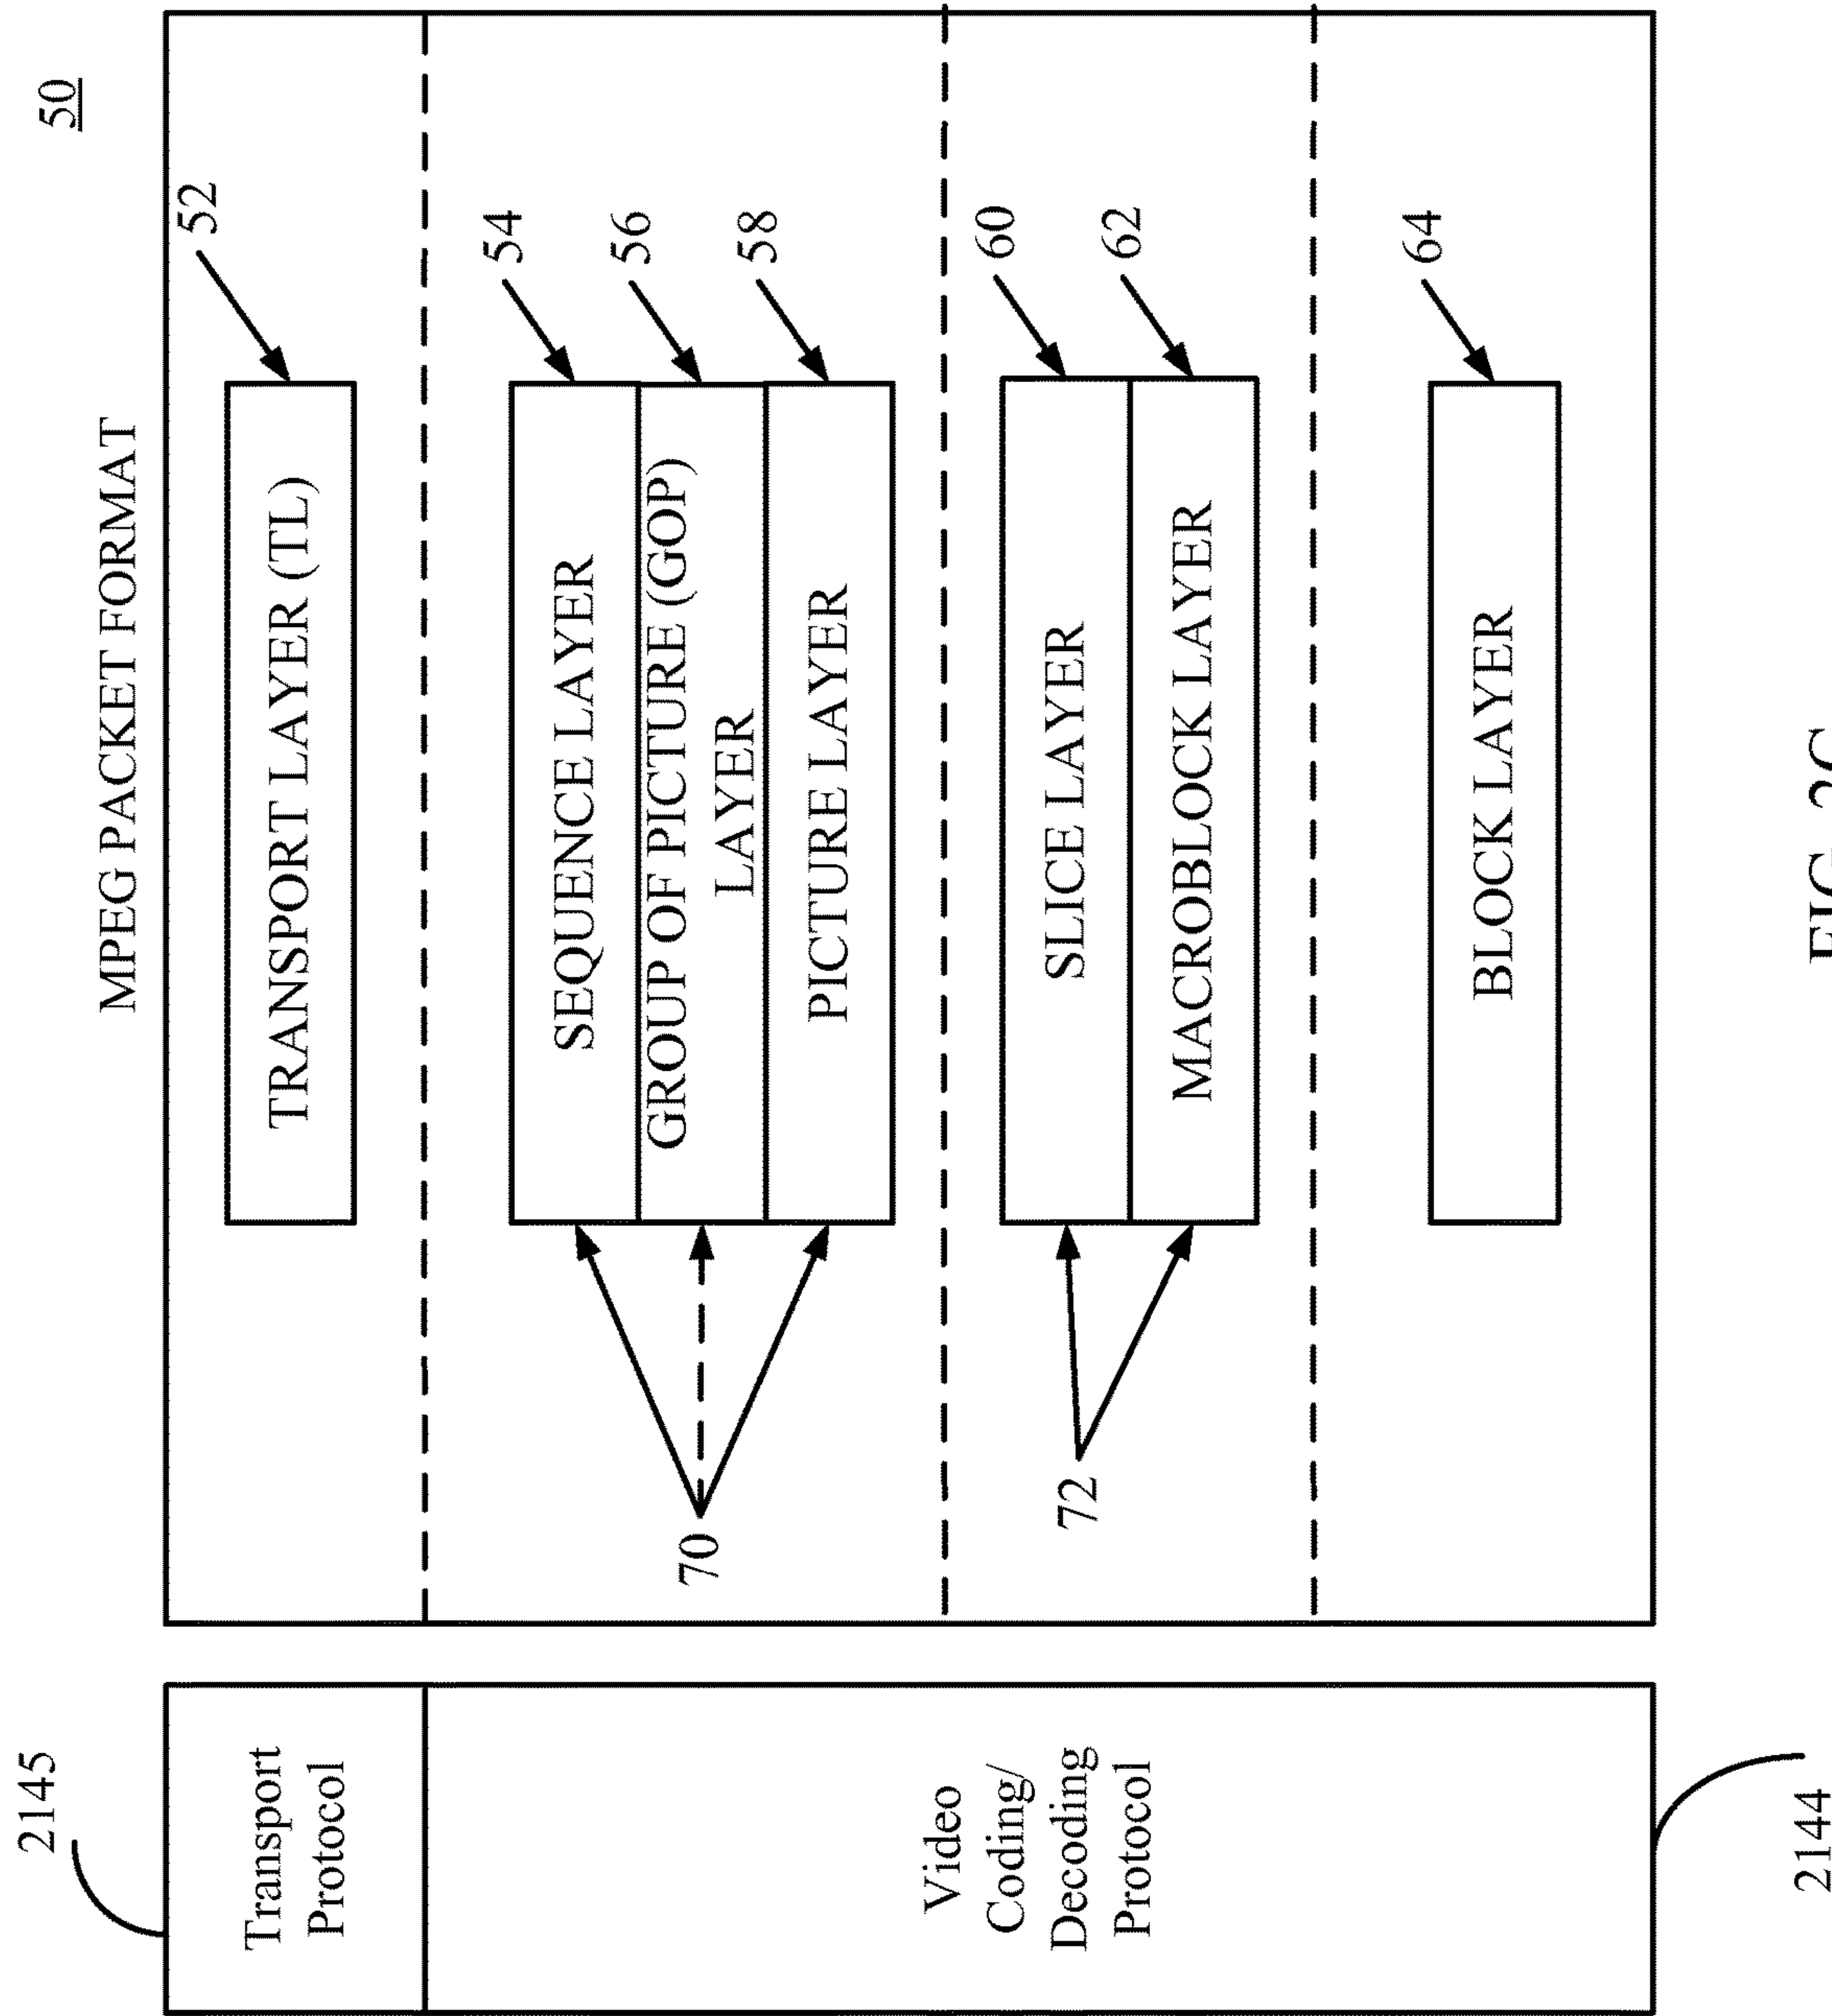 50
MPEG PACKET FORMAT
2145
Transport
Protocol
Video
Coding/
Decoding
Protocol
2144
TRANSPORT LAYER (TL)
52
SEQUENCE LAYER
54
GROUP OF PICTURE (GOP)
LAYER
56
PICTURE LAYER
58
70
SLICE LAYER
60
MACROBLOCK LAYER
62
72
BLOCK LAYER
64